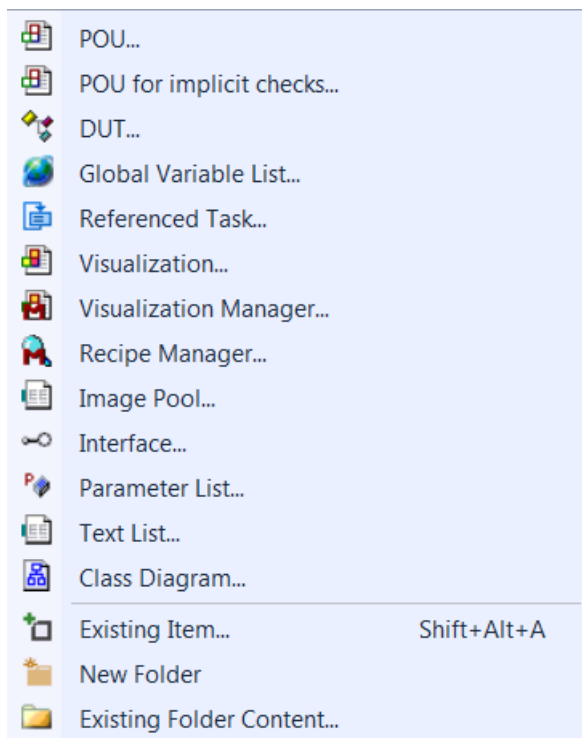 POU...
POU for implicit checks...
DUT...
Global Variable List...
Referenced Task...
Visualization...
Visualization Manager...
Recipe Manager...
Image Pool...
Interface...
Parameter List...
Text List...
Class Diagram...
Existing Item... Shift+Alt+A
New Folder
Existing Folder Content...